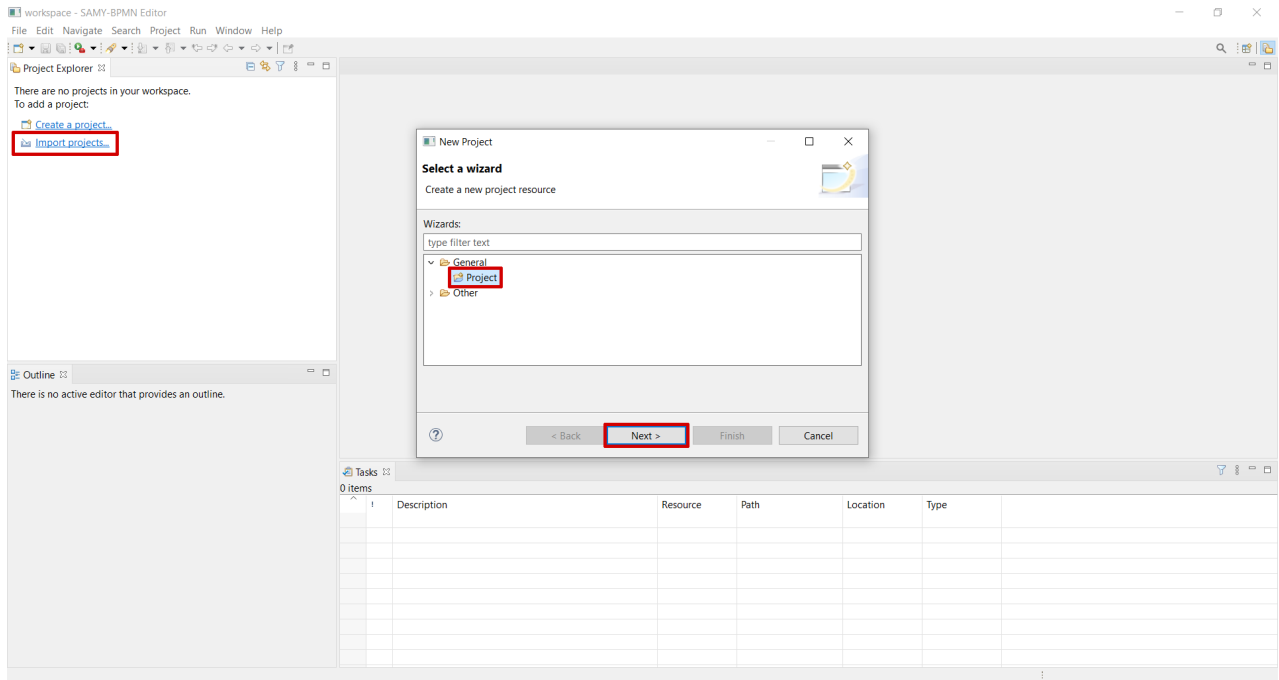 workspace - SAMY-BPMN Editor
File Edit Navigate Search Project Run Window Help
Project Explorer
There are no projects in your workspace.
To add a project:
Create a project...
Import projects...
New Project
Select a wizard
Create a new project resource
Wizards:
type filter text
General
Project
Other
< Back Next > Finish Cancel
Outline
There is no active editor that provides an outline.
Tasks
0 items
! Description Resource Path Location Type